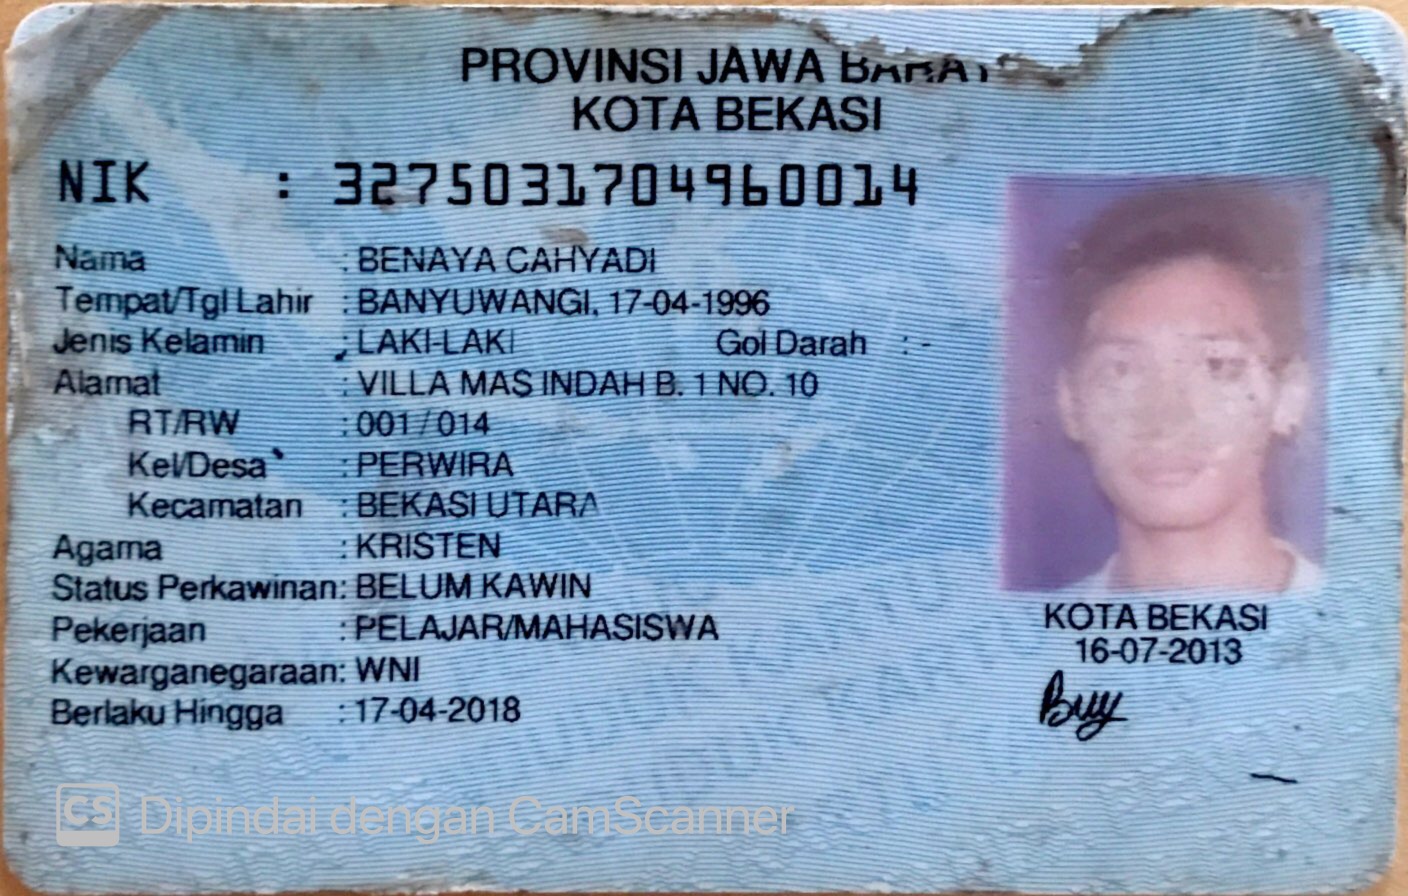 PROVINSI JAWA BARAT
KOTA BEKASI
NIK : 3275031704960014
Nama : BENAYA CAHYADI
Tempat/Tgl Lahir : BANYUWANGI, 17-04-1996
Jenis Kelamin : LAKI-LAKI Gol Darah : -
Alamat : VILLA MAS INDAH B. 1 NO. 10
RT/RW : 001/014
Kel/Desa : PERWIRA
Kecamatan : BEKASI UTARA
Agama : KRISTEN
Status Perkawinan: BELUM KAWIN
Pekerjaan : PELAJAR/MAHASISWA
Kewarganegaraan: WNI
Berlaku Hingga : 17-04-2018
KOTA BEKASI
16-07-2013
CS Dipindai dengan CamScanner